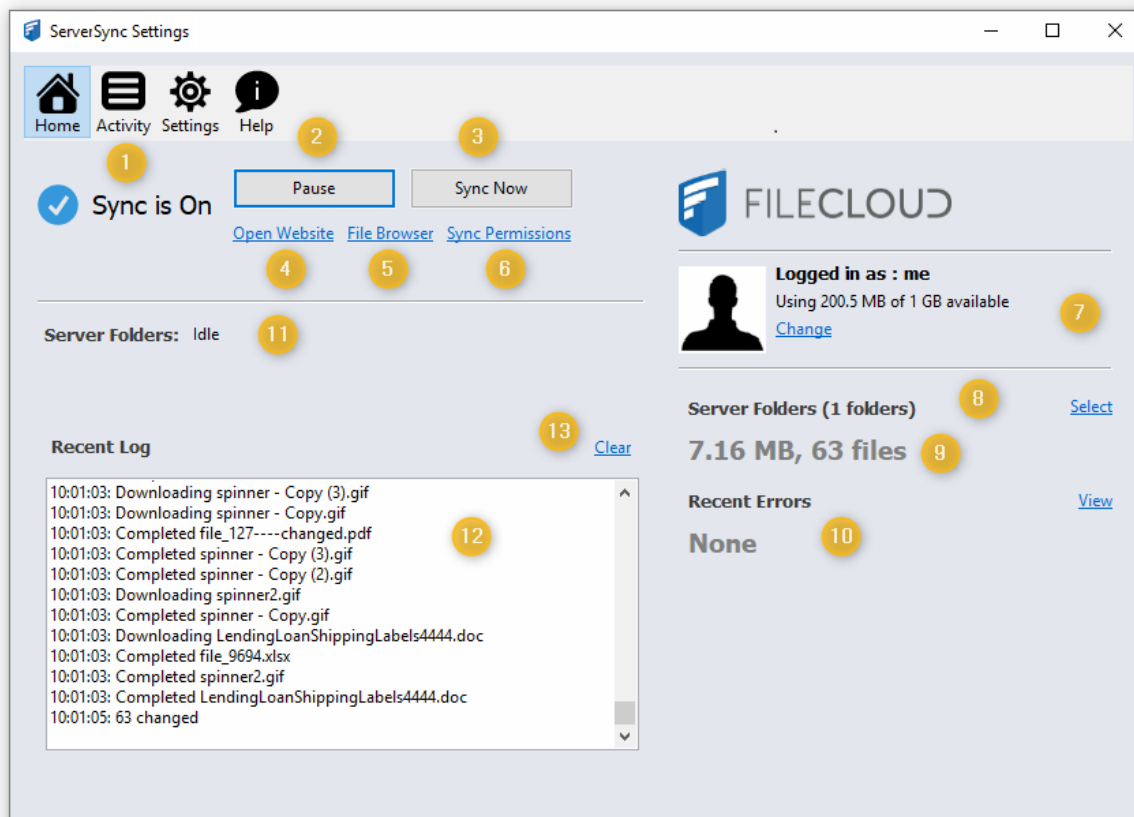 ServerSync Settings
Home Activity Settings Help
1
2
3
Sync is On
Pause
Sync Now
Open Website File Browser Sync Permissions
4
5
6
Server Folders: Idle
11
Recent Log
13
Clear
10:01:03: Downloading spinner - Copy (3).gif
10:01:03: Downloading spinner - Copy.gif
10:01:03: Completed file_127----changed.pdf
10:01:03: Completed spinner - Copy (3).gif
10:01:03: Completed spinner - Copy (2).gif
10:01:03: Downloading spinner2.gif
10:01:03: Completed spinner - Copy.gif
10:01:03: Downloading LendingLoanShippingLabels4444.doc
10:01:03: Completed file_9694.xlsx
10:01:03: Completed spinner2.gif
10:01:03: Completed LendingLoanShippingLabels4444.doc
10:01:05: 63 changed
12
FILECLOUD
Logged in as : me
Using 200.5 MB of 1 GB available
Change
7
Server Folders (1 folders)
8
Select
7.16 MB, 63 files
9
Recent Errors
View
None
10